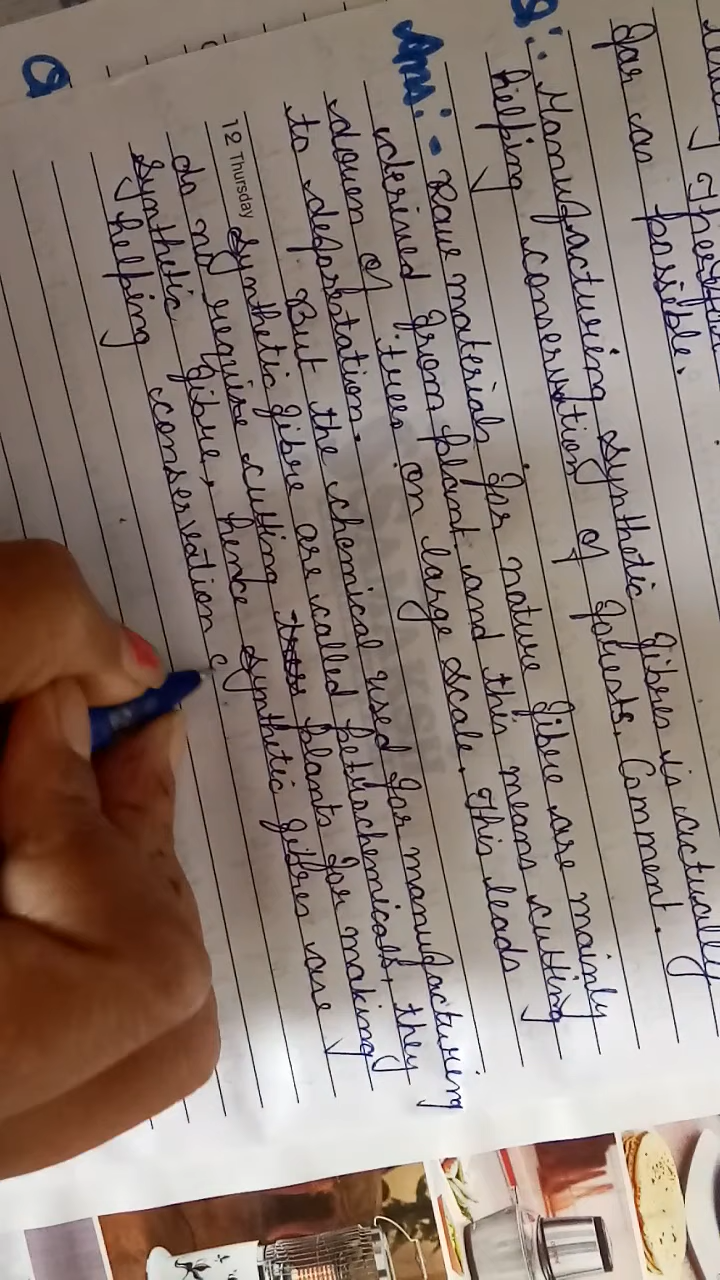 far as possible.
9:. Manufacturing synthetic fibres is actually
helping conservation of forests. Comment.
Ans:- Raw materials for nature fibre are mainly
derived from plant and this means cutting
down of trees on large scale. This leads
to deforestation.
But the chemical used for manufacturing
12 Thursday
synthetic fibre are called petrochemicals, they
do no require cutting plants for making
synthetic fibre, hence synthetic fibres are
helping conservation
Q